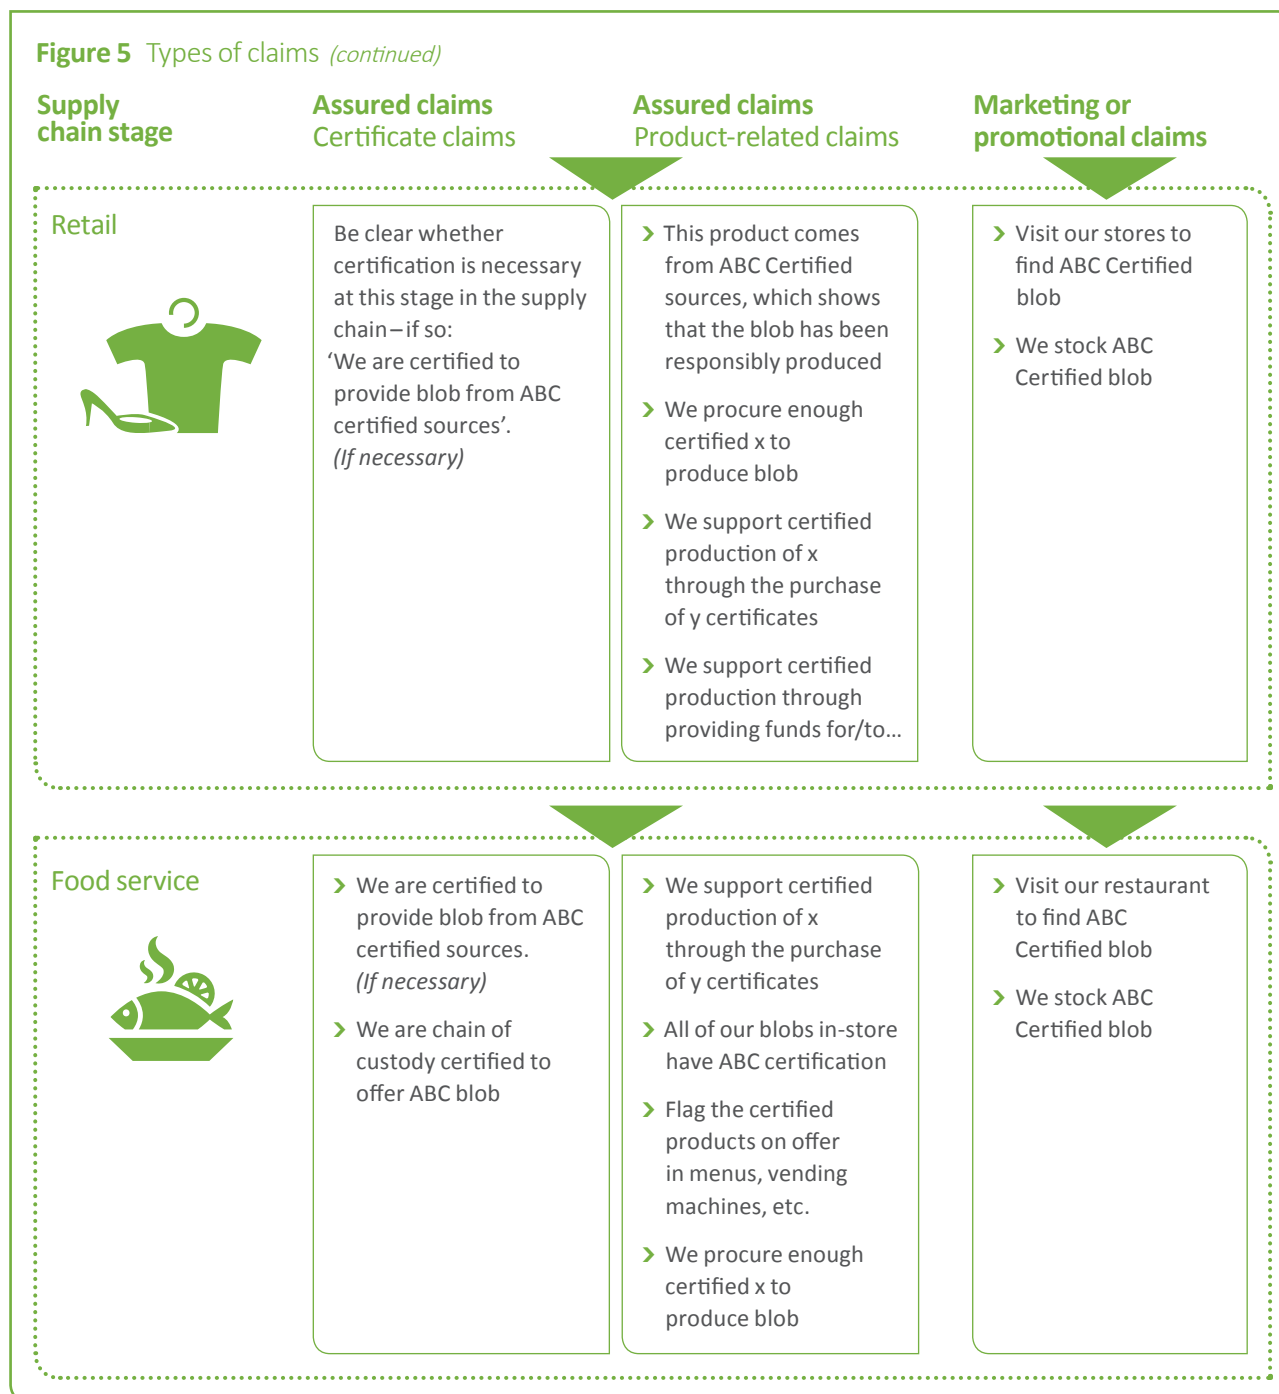 Figure 5 Types of claims (continued)
Supply
chain stage
Assured claims
Certificate claims
Assured claims
Product-related claims
Marketing or
promotional claims
Retail
Be clear whether
certification is necessary
at this stage in the supply
chain – if so:
‘We are certified to
provide blob from ABC
certified sources’.
(If necessary)
› This product comes
from ABC Certified
sources, which shows
that the blob has been
responsibly produced
› We procure enough
certified x to
produce blob
› We support certified
production of x
through the purchase
of y certificates
› We support certified
production through
providing funds for/to…
› Visit our stores to
find ABC Certified
blob
› We stock ABC
Certified blob
Food service
› We are certified to
provide blob from ABC
certified sources.
(If necessary)
› We are chain of
custody certified to
offer ABC blob
› We support certified
production of x
through the purchase
of y certificates
› All of our blobs in-store
have ABC certification
› Flag the certified
products on offer
in menus, vending
machines, etc.
› We procure enough
certified x to
produce blob
› Visit our restaurant
to find ABC
Certified blob
› We stock ABC
Certified blob